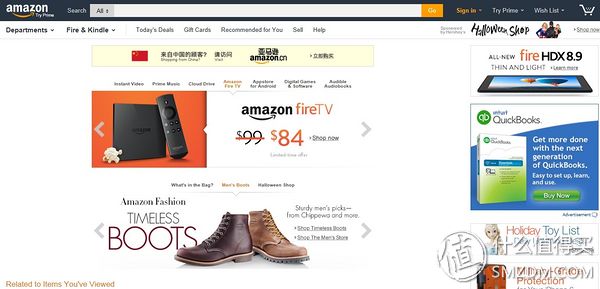 amazon
Try Prime
All
Go
Sign in
Try Prime
Wish List
Departments
Fire & Kindle
Today's Deals
Gift Cards
Recommended for You
Sell
Help
Sponsored by
Hershey's
Halloween Shop
Shop now
来自中国的顾客? 请访问
Shopping from China? Visit
亚马逊
amazon.cn
立即购买
Instant Video
Prime Music
Cloud Drive
Amazon
Fire TV
Appstore
for Android
Digital Games
& Software
Audible
Audiobooks
amazon fireTV
$99 $84
Shop now
Limited time offer
ALL-NEW fire HDX 8.9
THIN AND LIGHT
Learn more
intuit
QuickBooks.
Get more done
with the next
generation
of QuickBooks.
Easy to set up, learn,
and use.
Buy Now
Advertisement
What's in the Bag?
Men's Boots
Halloween Shop
Amazon Fashion
TIMELESS
BOOTS
Sturdy men's picks—
from Chippewa and more.
Shop Timeless Boots
Shop The Men's Store
Holiday Toy List
Protection
Related to Items You've Viewed
值 什么值得买
SMZDM.COM